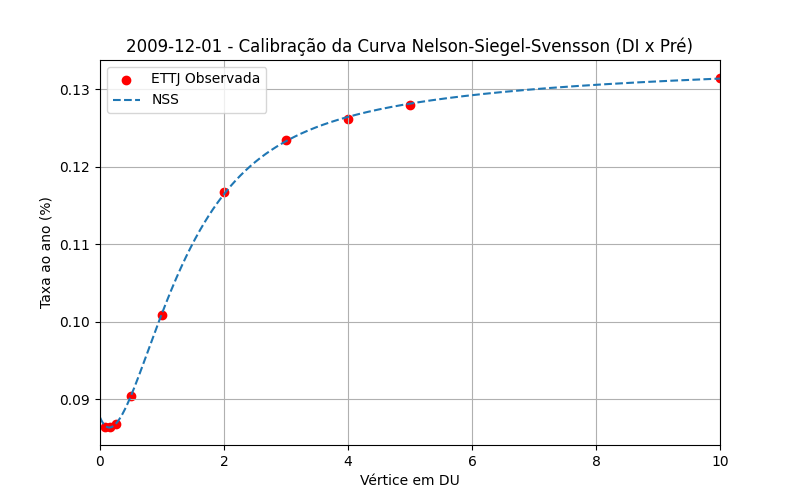 2009-12-01 - Calibração da Curva Nelson-Siegel-Svensson (DI x Pré)
ETTJ Observada
NSS
Taxa ao ano (%)
0.13
0.12
0.11
0.10
0.09
0 2 4 6 8 10
Vértice em DU